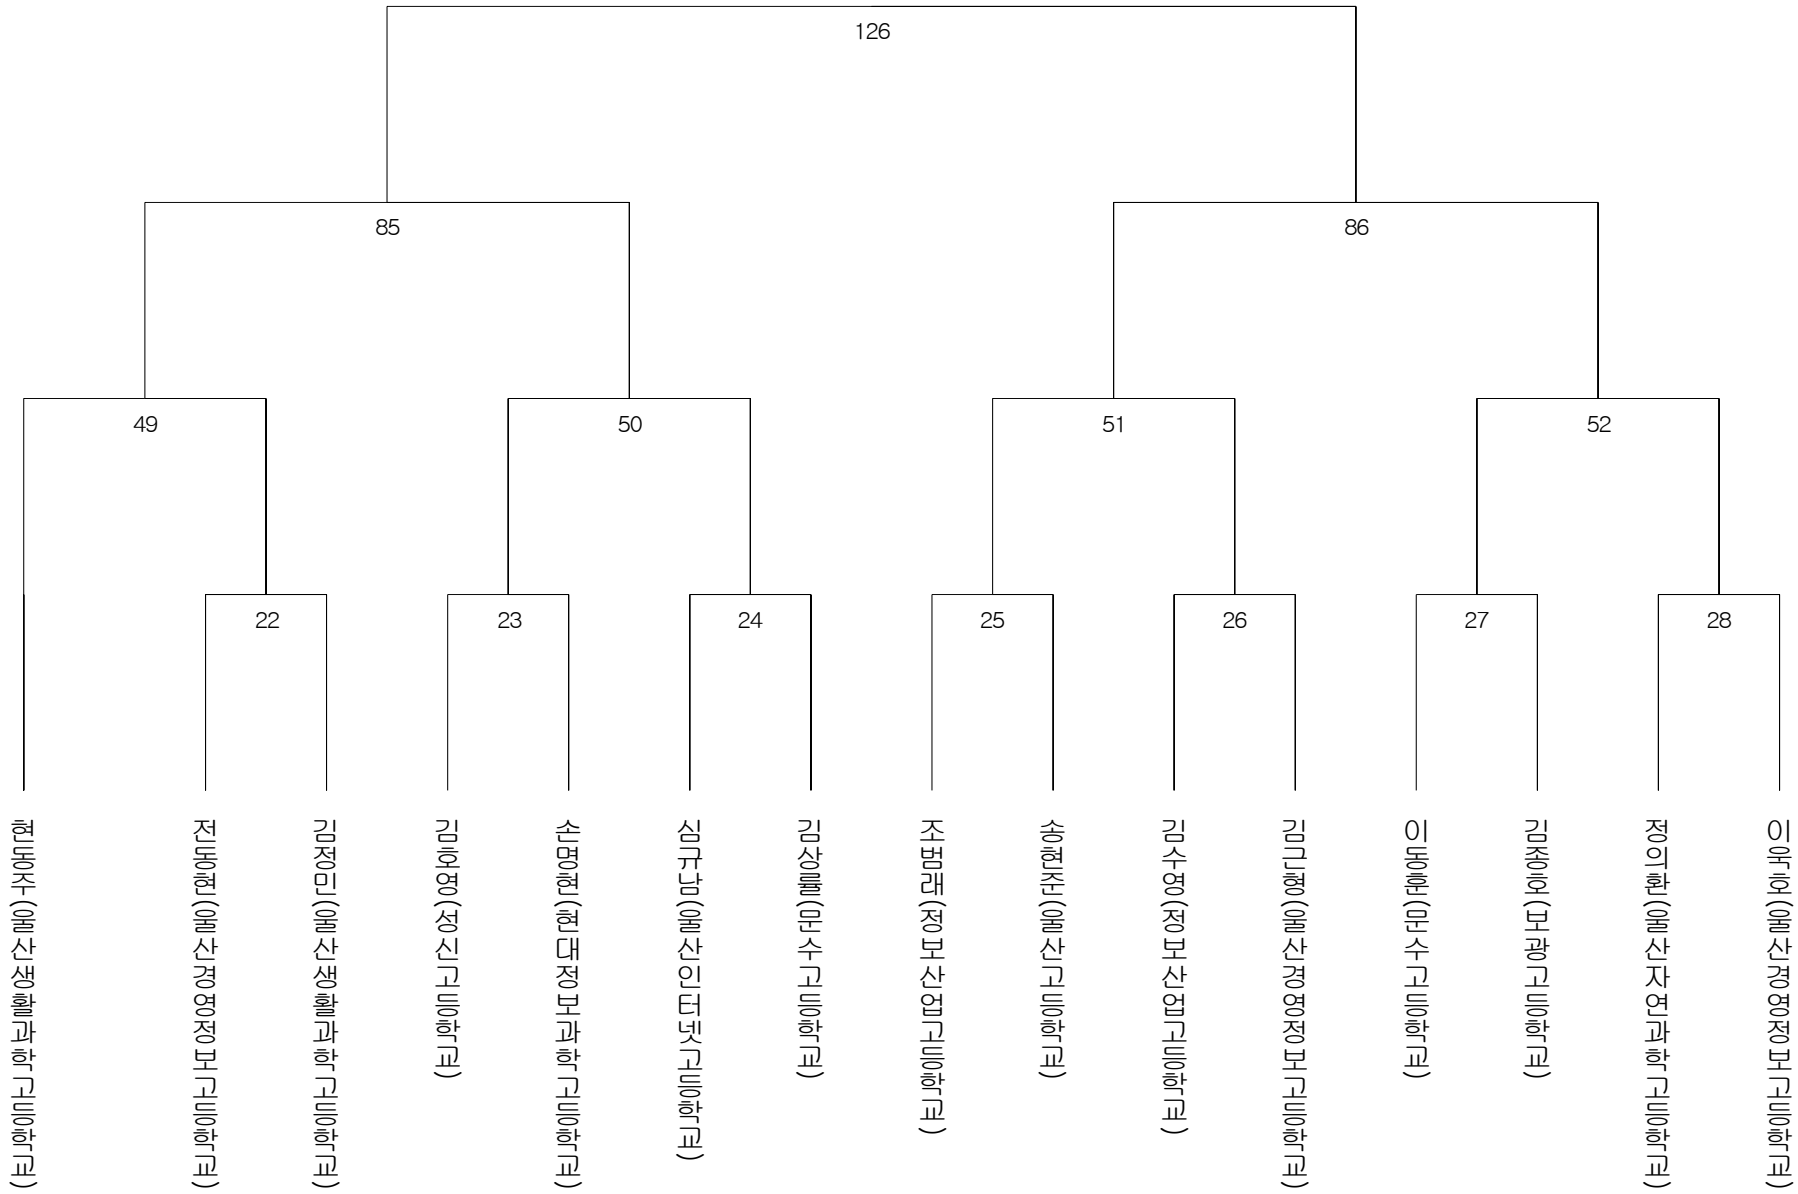 126
85
86
49
50
51
52
22
23
24
25
26
27
28
현동주(울산생활과학고등학교)
전동현(울산경영정보고등학교)
김정민(울산생활과학고등학교)
김호영(성신고등학교)
손명현(현대정보과학고등학교)
심규남(울산인터넷고등학교)
김상률(문수고등학교)
조범래(정보산업고등학교)
송현준(울산고등학교)
김수영(정보산업고등학교)
김근형(울산경영정보고등학교)
이동훈(문수고등학교)
김종호(보광고등학교)
정의환(울산자연과학고등학교)
이욱호(울산경영정보고등학교)